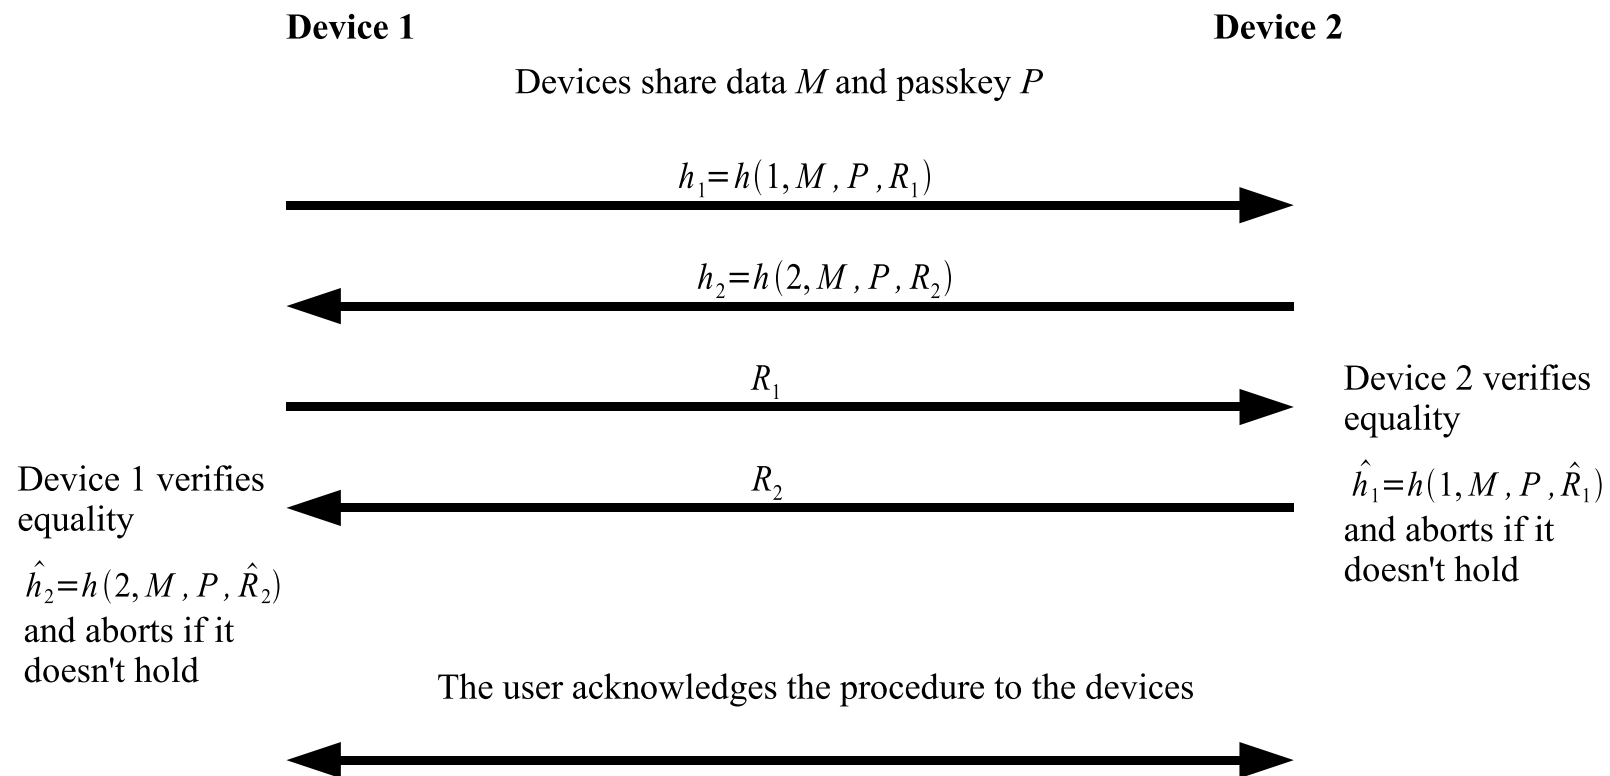 Device 1 Device 2
Devices share data M and passkey P
h₁=h(1, M , P , R₁)
h₂=h(2, M , P , R₂)
R₁
Device 2 verifies
equality
ĥ₁=h(1, M , P , R̂₁)
and aborts if it
doesn't hold
R₂
Device 1 verifies
equality
ĥ₂=h(2, M , P , R̂₂)
and aborts if it
doesn't hold
The user acknowledges the procedure to the devices